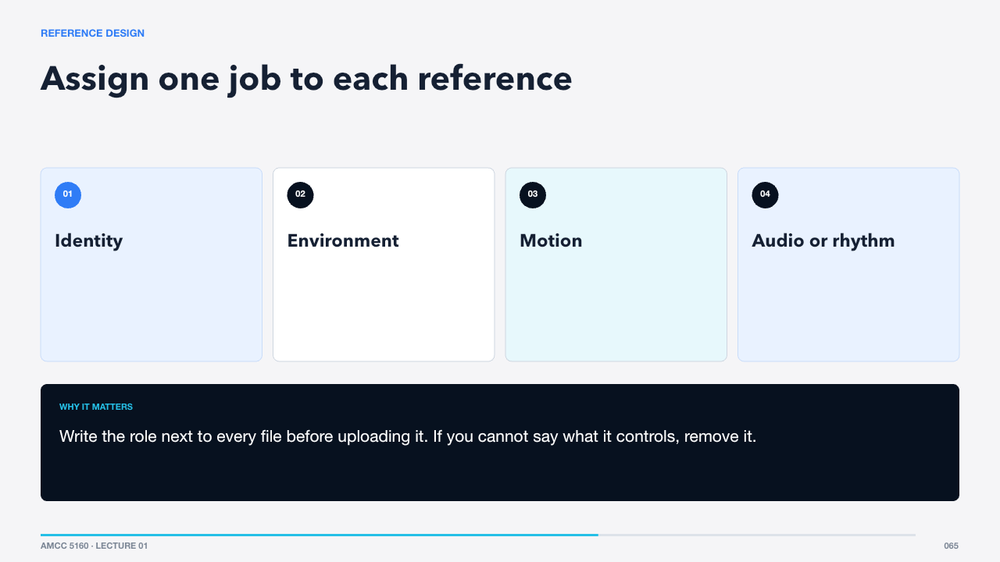 REFERENCE DESIGN
Assign one job to each reference
01
Identity
02
Environment
03
Motion
04
Audio or rhythm
WHY IT MATTERS
Write the role next to every file before uploading it. If you cannot say what it controls, remove it.
AMCC 5160 · LECTURE 01
065